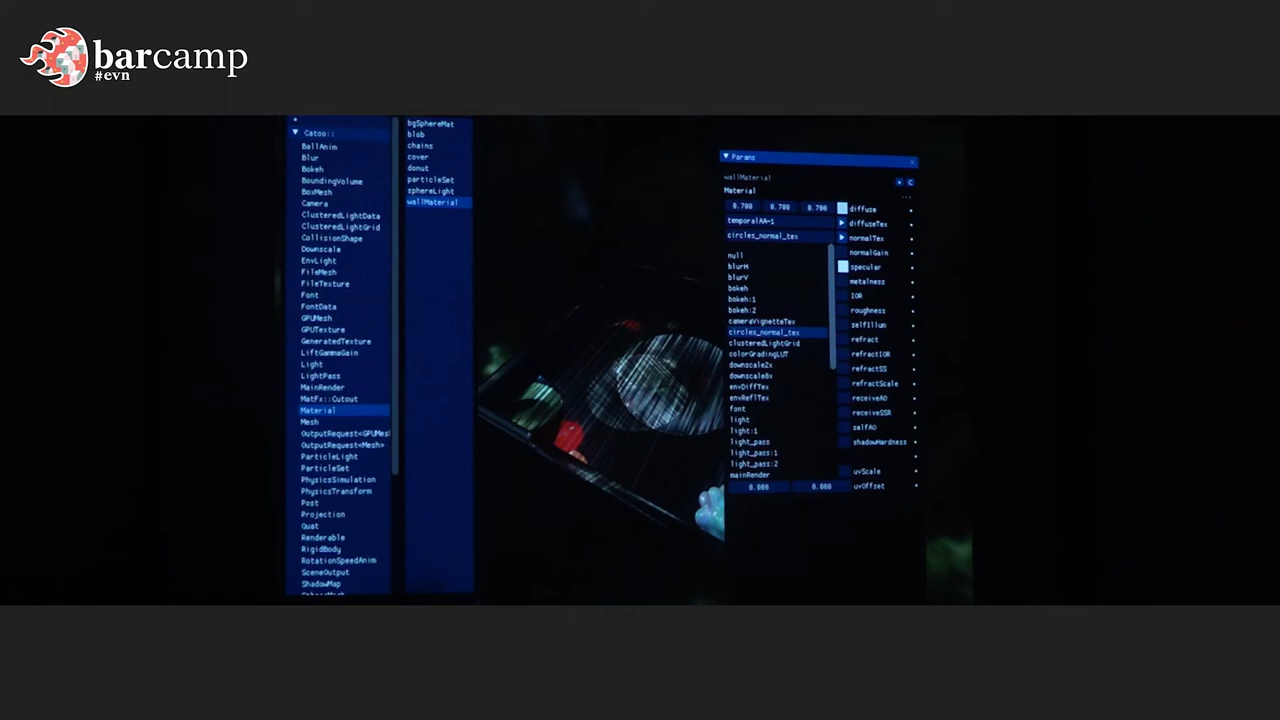 barcamp
#evn
Catoo::
BallAnim
Blur
Bokeh
BoundingVolume
BoxMesh
Camera
ClusteredLightData
ClusteredLightGrid
CollisionShape
Downscale
EnvLight
FileMesh
FileTexture
Font
FontData
GPUMesh
GPUTexture
GeneratedTexture
LiftGammaGain
Light
LightPass
MainRender
MatFx::Cutout
Material
Mesh
OutputRequest<GPUMesh
OutputRequest<Mesh>
ParticleLight
ParticleSet
PhysicsSimulation
PhysicsTransform
Post
Projection
Quat
Renderable
RigidBody
RotationSpeedAnim
SceneOutput
ShadowMap
bgSphereMat
blob
chains
cover
donut
particleSet
sphereLight
wallMaterial
Params
wallMaterial
C
Material
0.700 0.700 0.700 diffuse
temporalAA-1 diffuseTex
circles_normal_tex normalTex
null
blurH
blurV
bokeh
bokeh:1
bokeh:2
cameraVignetteTex
circles_normal_tex
clusteredLightGrid
colorGradingLUT
downscale2x
downscale8x
envDiffTex
envReflTex
font
light
light:1
light_pass
light_pass:1
light_pass:2
mainRender
normalGain
specular
metalness
IOR
roughness
selfIllum
refract
refractIOR
refractSS
refractScale
receiveAO
receiveSSR
selfAO
shadowHardness
uvScale
0.000 0.000 uvOffset